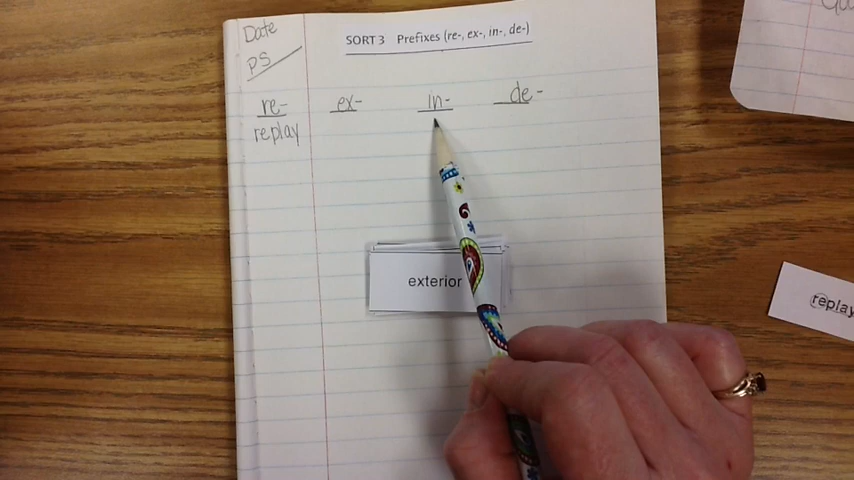 Date
PS
SORT 3 Prefixes (re-, ex-, in-, de-)
re- ex- in- de-
replay
exterior
replay